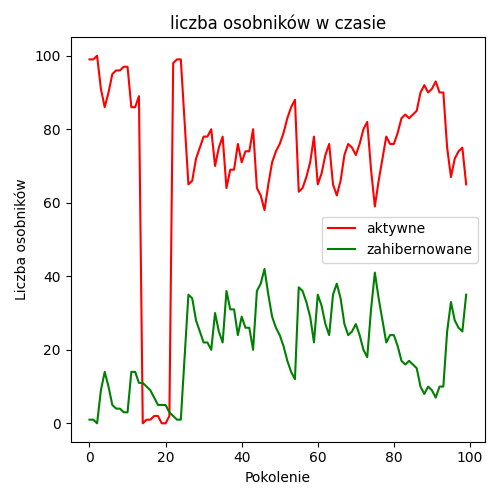 liczba osobników w czasie
Liczba osobników
100
80
60
40
20
0
aktywne
zahibernowane
0 20 40 60 80 100
Pokolenie